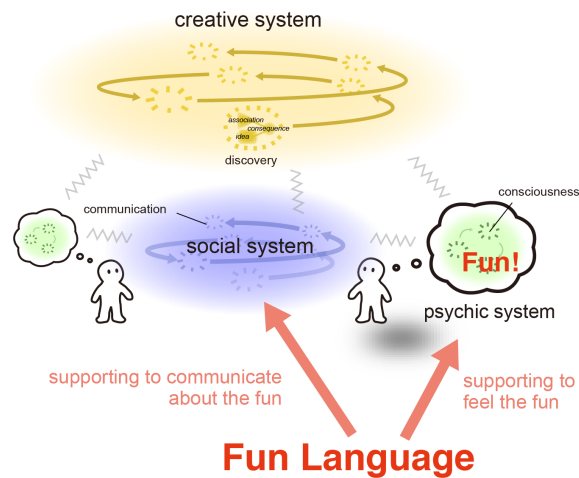 creative system
association
consequence
idea
discovery
consciousness
communication
social system
Fun!
psychic system
supporting to communicate
about the fun
supporting to
feel the fun
Fun Language